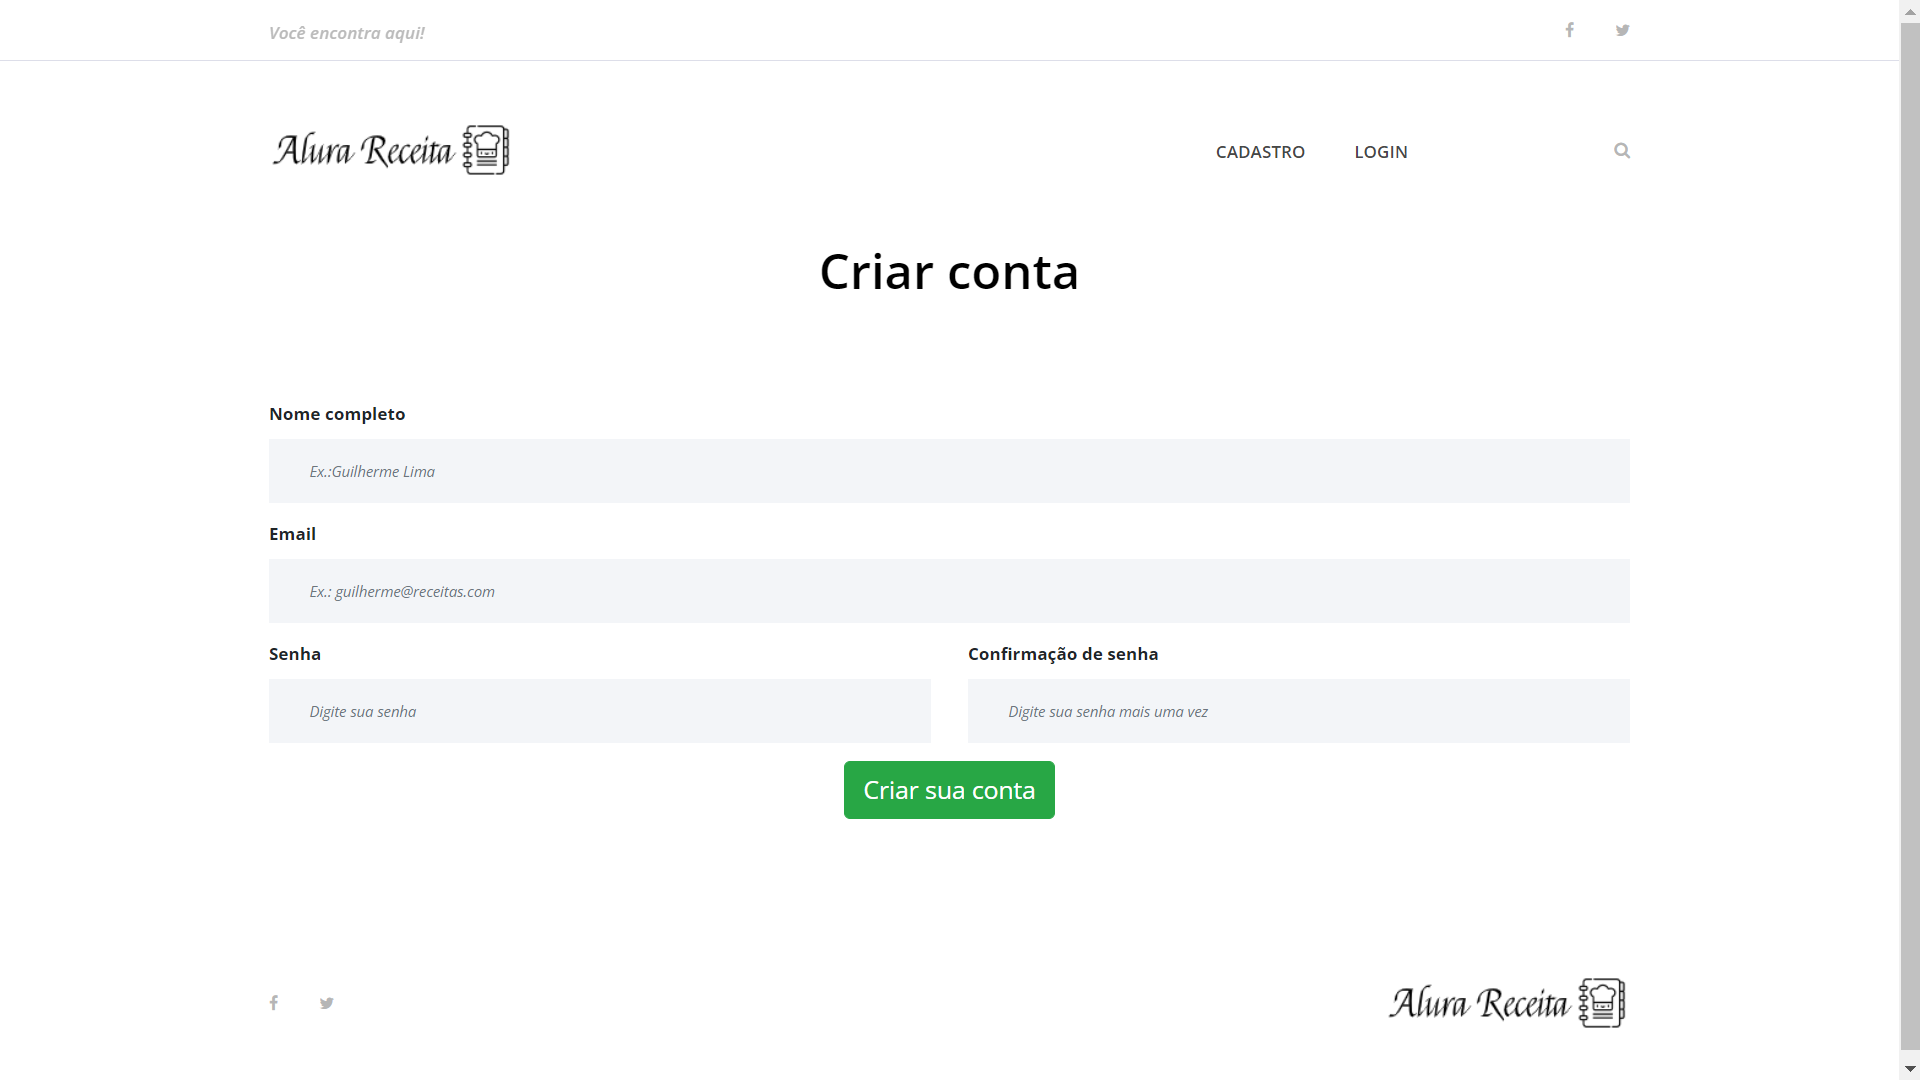 Você encontra aqui!
Alura Receita
CADASTRO LOGIN
Criar conta
Nome completo
Ex.:Guilherme Lima
Email
Ex.: guilherme@receitas.com
Senha Confirmação de senha
Digite sua senha Digite sua senha mais uma vez
Criar sua conta
Alura Receita